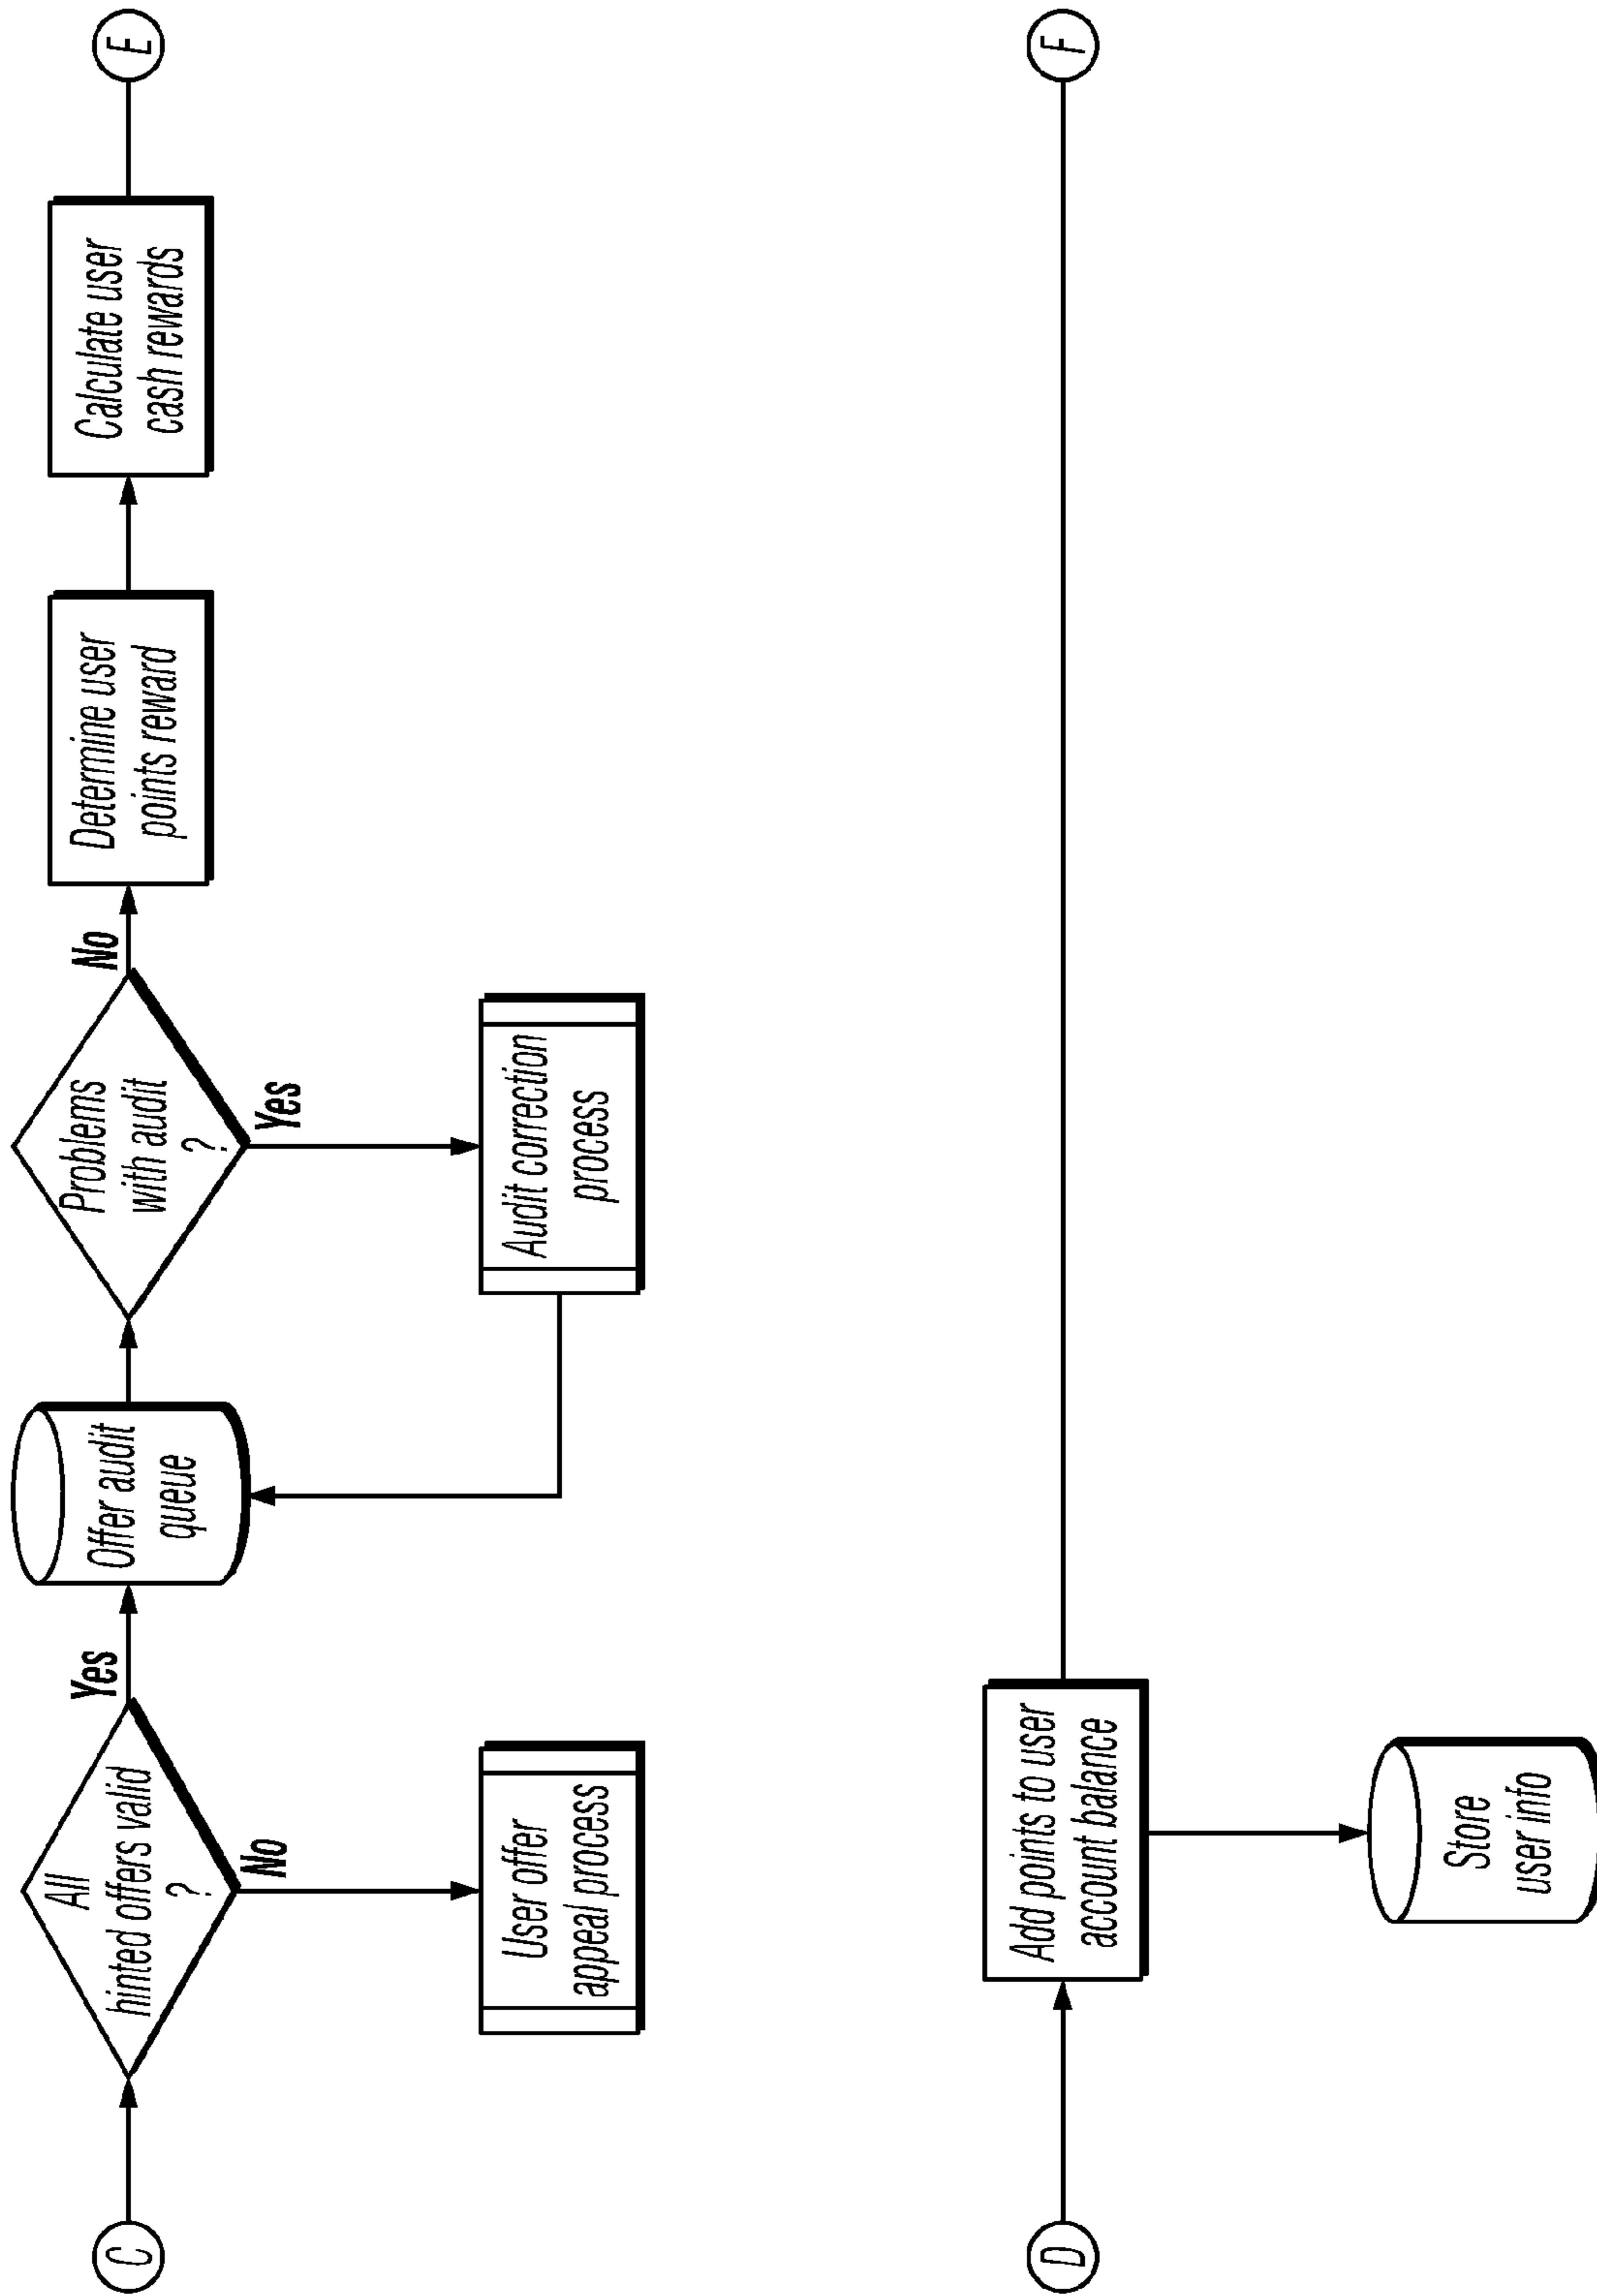 C
All
hinted offers valid
?
Yes
No
User offer
appeal process
Offer audit
queue
Problems
with audit
?
No
Yes
Audit correction
process
Determine user
points reward
Calculate user
cash rewards
E
D
Add points to user
account balance
Store
user info
F